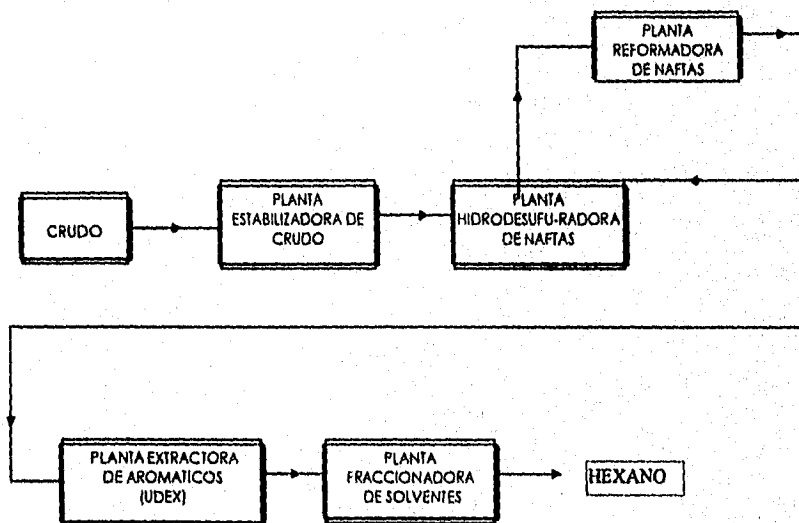 PLANTA
REFORMADORA
DE NAFTAS
CRUDO
PLANTA
ESTABILIZADORA DE
CRUDO
PLANTA
HIDRODESUFU-RADORA
DE NAFTAS
PLANTA EXTRACTORA
DE AROMATICOS
(UDEX)
PLANTA
FRACCIONADORA
DE SOLVENTES
HEXANO